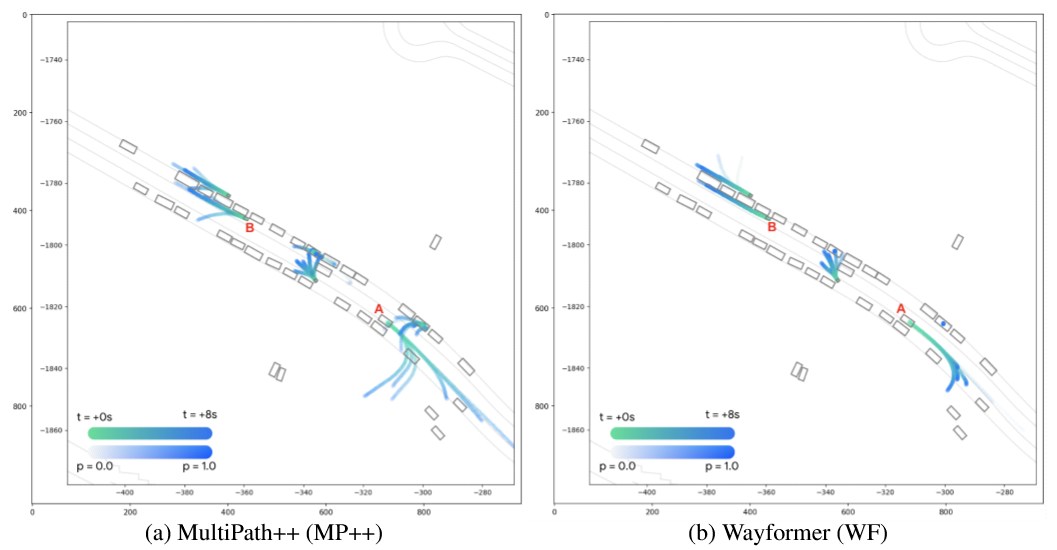 0
200
400
600
800
−1740
−1760
−1780
−1800
−1820
−1840
−1860
B
A
t = +0s t = +8s
p = 0.0 p = 1.0
−400 −380 −360 −340 −320 −300 −280
0 200 400 600 800
(a) MultiPath++ (MP++)
0
200
400
600
800
−1740
−1760
−1780
−1800
−1820
−1840
−1860
B
A
t = +0s t = +8s
p = 0.0 p = 1.0
−400 −380 −360 −340 −320 −300 −280
0 200 400 600 800
(b) Wayformer (WF)